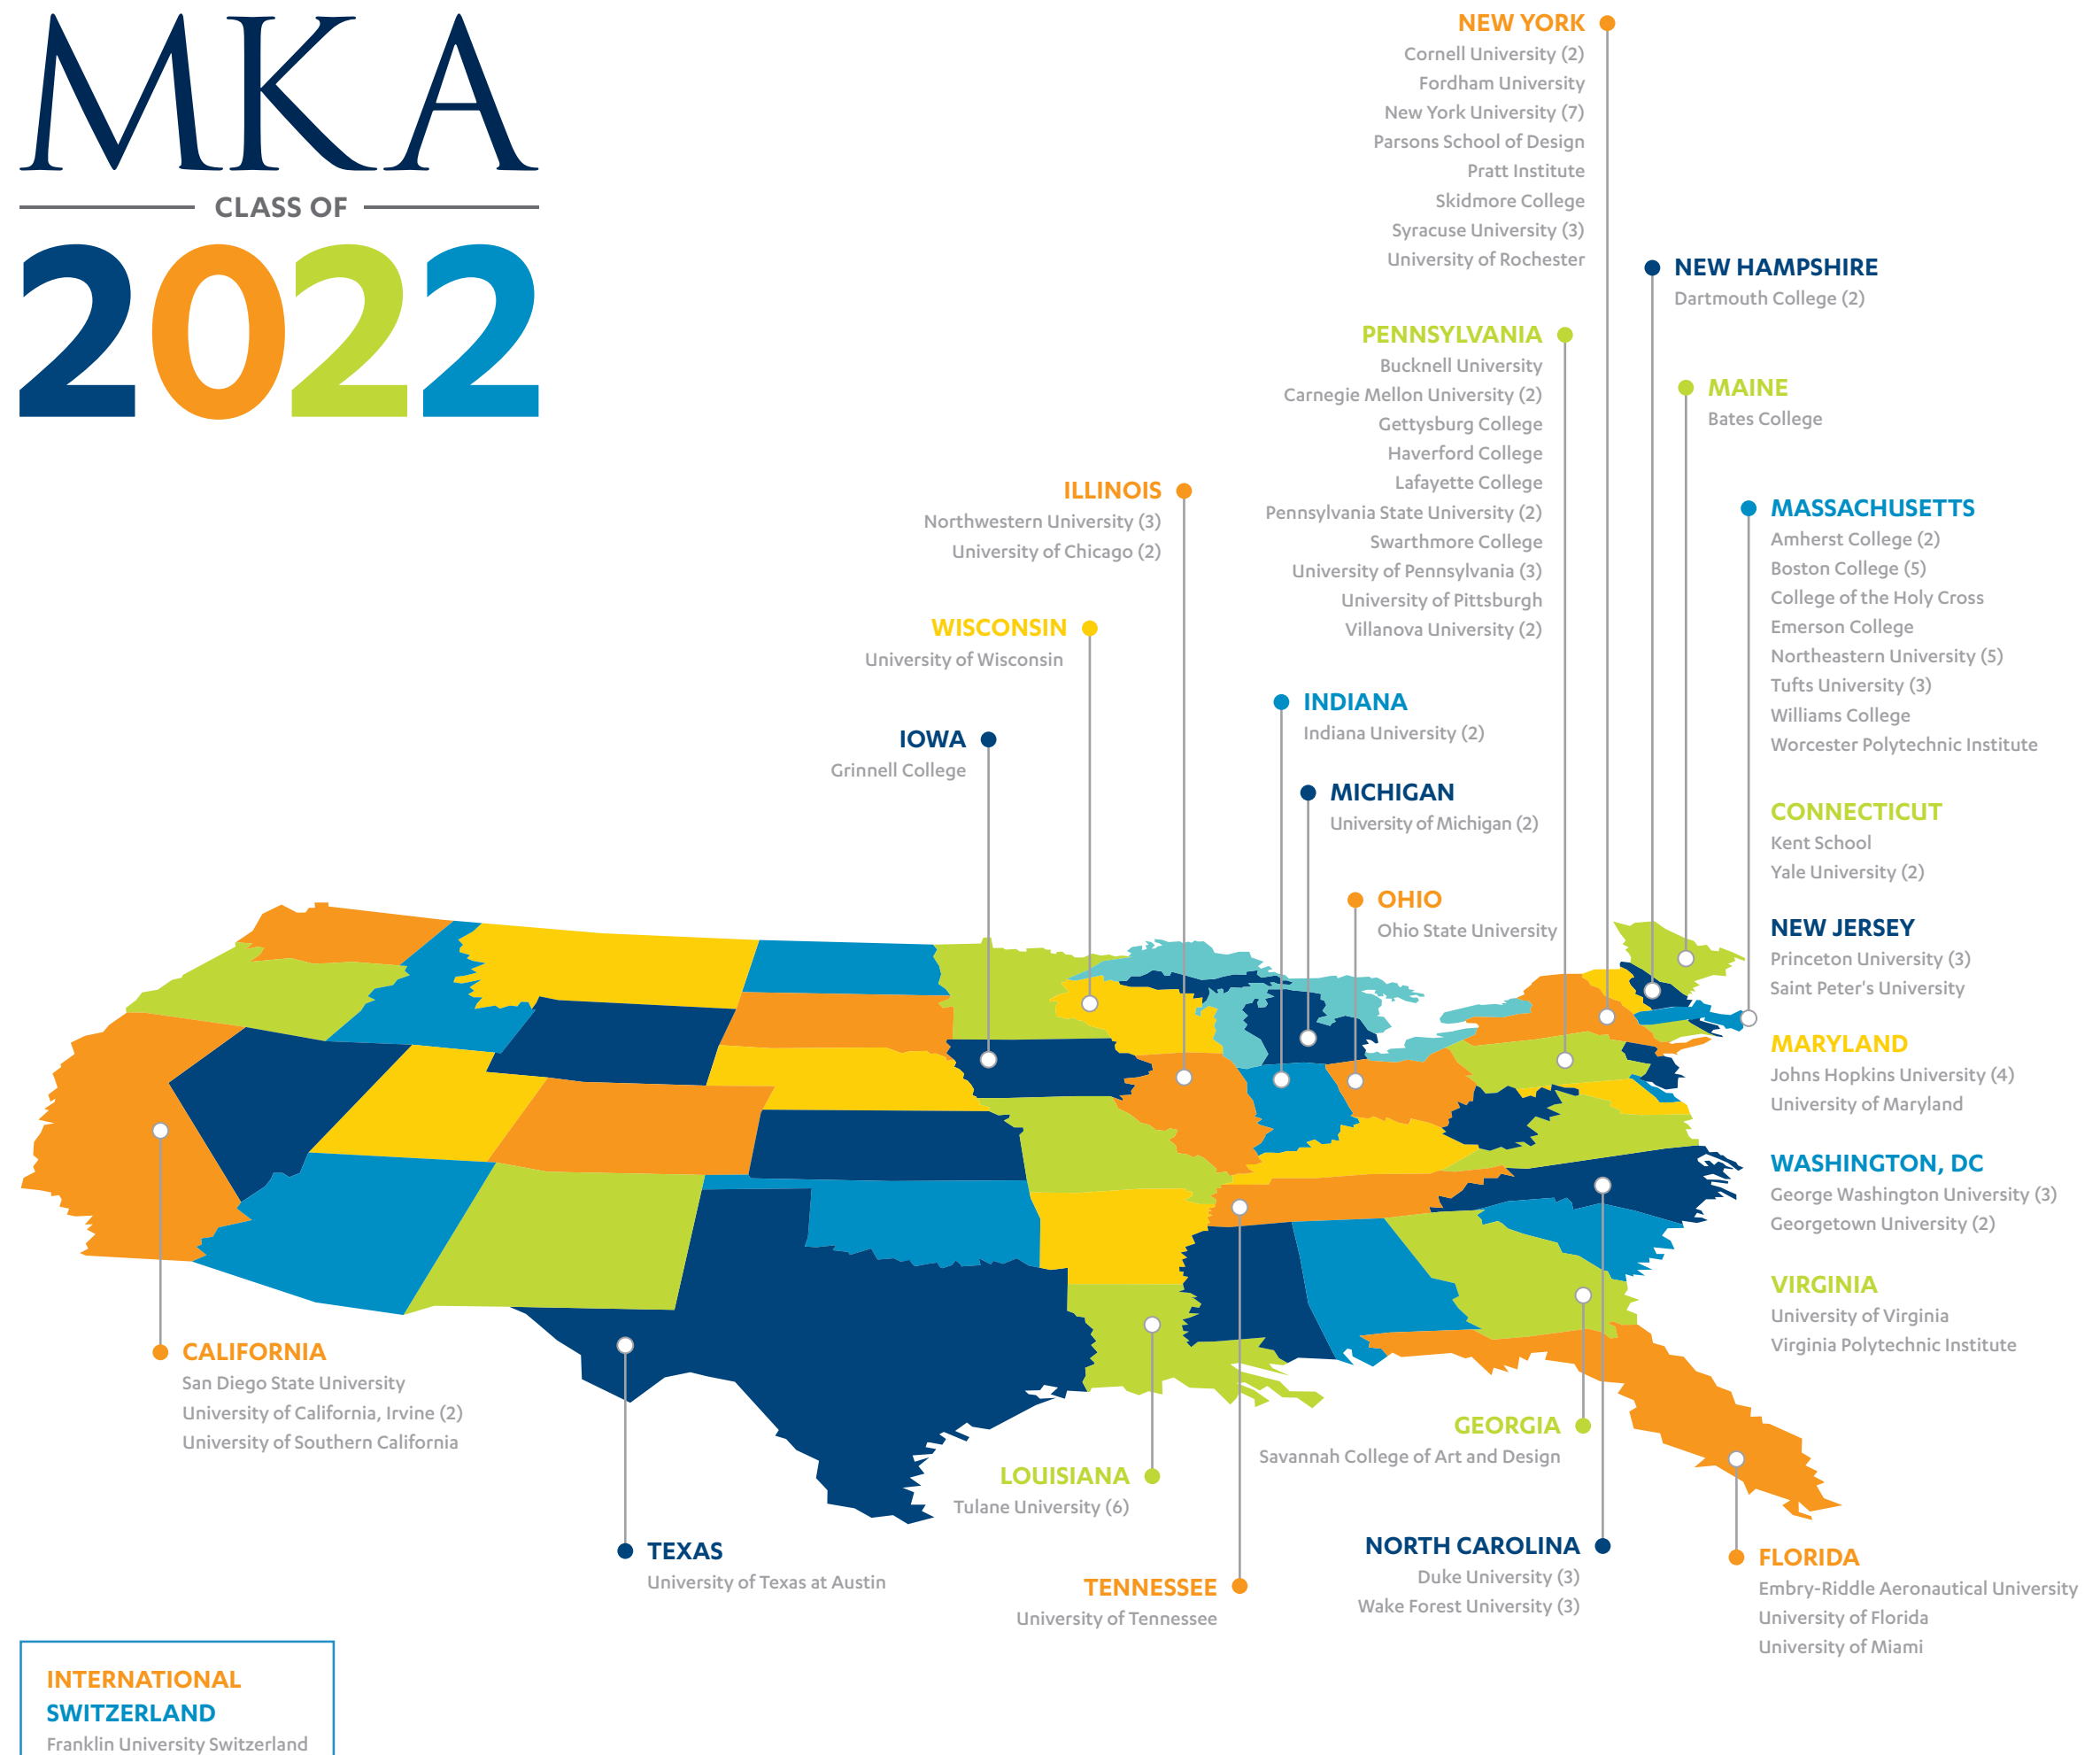 MKA
CLASS OF
2022
NEW YORK
Cornell University (2)
Fordham University
New York University (7)
Parsons School of Design
Pratt Institute
Skidmore College
Syracuse University (3)
University of Rochester
NEW HAMPSHIRE
Dartmouth College (2)
PENNSYLVANIA
Bucknell University
Carnegie Mellon University (2)
Gettysburg College
Haverford College
Lafayette College
Pennsylvania State University (2)
Swarthmore College
University of Pennsylvania (3)
University of Pittsburgh
Villanova University (2)
MAINE
Bates College
ILLINOIS
Northwestern University (3)
University of Chicago (2)
MASSACHUSETTS
Amherst College (2)
Boston College (5)
College of the Holy Cross
Emerson College
Northeastern University (5)
Tufts University (3)
Williams College
Worcester Polytechnic Institute
WISCONSIN
University of Wisconsin
INDIANA
Indiana University (2)
IOWA
Grinnell College
MICHIGAN
University of Michigan (2)
CONNECTICUT
Kent School
Yale University (2)
OHIO
Ohio State University
NEW JERSEY
Princeton University (3)
Saint Peter's University
MARYLAND
Johns Hopkins University (4)
University of Maryland
WASHINGTON, DC
George Washington University (3)
Georgetown University (2)
VIRGINIA
University of Virginia
Virginia Polytechnic Institute
CALIFORNIA
San Diego State University
University of California, Irvine (2)
University of Southern California
GEORGIA
Savannah College of Art and Design
LOUISIANA
Tulane University (6)
TEXAS
University of Texas at Austin
TENNESSEE
University of Tennessee
NORTH CAROLINA
Duke University (3)
Wake Forest University (3)
FLORIDA
Embry-Riddle Aeronautical University
University of Florida
University of Miami
INTERNATIONAL
SWITZERLAND
Franklin University Switzerland